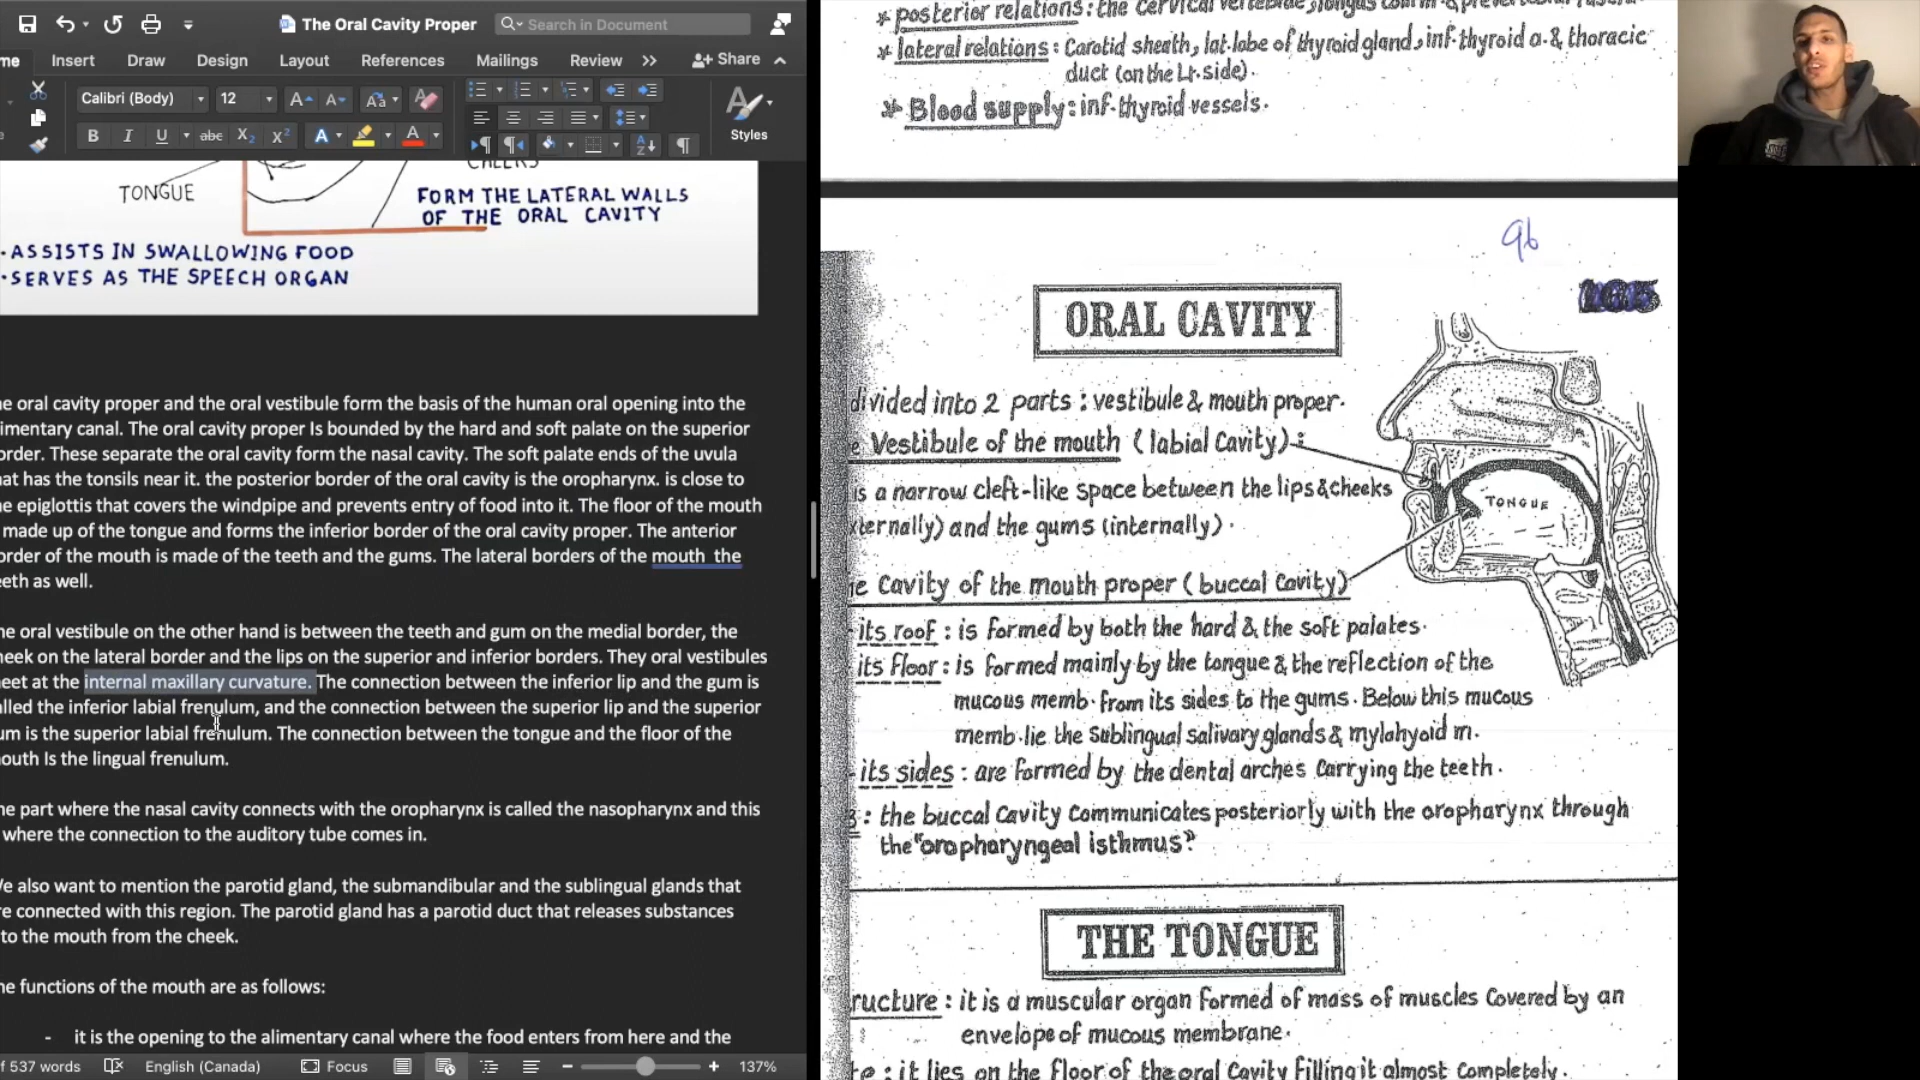 The Oral Cavity Proper
Search in Document
Insert
Draw
Design
Layout
References
Mailings
Review
Share
Calibri (Body)
12
Aa
B I U abc X2 X2 A A
Styles
TONGUE
FORM THE LATERAL WALLS
OF THE ORAL CAVITY
•ASSISTS IN SWALLOWING FOOD
•SERVES AS THE SPEECH ORGAN
e oral cavity proper and the oral vestibule form the basis of the human oral opening into the
imentary canal. The oral cavity proper Is bounded by the hard and soft palate on the superior
order. These separate the oral cavity form the nasal cavity. The soft palate ends of the uvula
at has the tonsils near it. the posterior border of the oral cavity is the oropharynx. is close to
e epiglottis that covers the windpipe and prevents entry of food into it. The floor of the mouth
made up of the tongue and forms the inferior border of the oral cavity proper. The anterior
order of the mouth is made of the teeth and the gums. The lateral borders of the mouth the
eeth as well.
ne oral vestibule on the other hand is between the teeth and gum on the medial border, the
heek on the lateral border and the lips on the superior and inferior borders. They oral vestibules
neet at the internal maxillary curvature. The connection between the inferior lip and the gum is
alled the inferior labial frenulum, and the connection between the superior lip and the superior
um is the superior labial frenulum. The connection between the tongue and the floor of the
nouth Is the lingual frenulum.
ne part where the nasal cavity connects with the oropharynx is called the nasopharynx and this
where the connection to the auditory tube comes in.
Ve also want to mention the parotid gland, the submandibular and the sublingual glands that
re connected with this region. The parotid gland has a parotid duct that releases substances
to the mouth from the cheek.
ne functions of the mouth are as follows:
- it is the opening to the alimentary canal where the food enters from here and the
f 537 words
English (Canada)
Focus
137%
* posterior relations: the cervical vertebrae,
* lateral relations: Carotid sheath, lat. lobe of thyroid gland, inf. thyroid a. & thoracic
duct (on the Lt. side).
* Blood supply: inf. thyroid vessels.
96
ORAL CAVITY
divided into 2 parts: vestibule & mouth proper.
e Vestibule of the mouth (labial Cavity):
is a narrow cleft-like space between the lips & cheeks
xternally) and the gums (internally).
TONGUE
he Cavity of the mouth proper (buccal Cavity)
its roof: is formed by both the hard & the soft palates.
its Floor: is formed mainly by the tongue & the reflection of the
mucous memb. from its sides to the gums. Below this mucous
memb. lie the sublingual salivary glands & mylohyoid m.
its sides: are formed by the dental arches carrying the teeth.
B: the buccal Cavity communicates posteriorly with the oropharynx through
the "oropharyngeal isthmus".
THE TONGUE
ructure: it is a muscular organ formed of mass of muscles covered by an
envelope of mucous membrane.
te: it lies on the floor of the oral Cavity filling it almost completely.